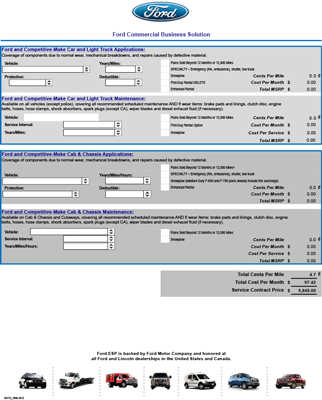 Ford
Ford Commercial Business Solution
Ford and Competitive-Make Car and Light Truck Applications:
Coverage of components due to normal wear, mechanical breakdowns, and repairs caused by defective material.
Vehicle:
Years/Miles:
Plans Sold Beyond 12 Months or 12,000 Miles
SPECIALTY – Emergency (fire, ambulance), shuttle, tow truck
Snowplow
Cents Per Mile 0.0 ¢
Protection:
Deductible:
First Day Rental DELETE
Cost Per Month $ 0.00
Enhanced Rental
Total MSRP $ 0.00
Ford and Competitive-Make Car and Light Truck Maintenance:
Available on all vehicles (except police), covering all recommended scheduled maintenance AND 8 wear items: brake pads and linings, clutch disc, engine
belts, hoses, hose clamps, shock absorbers, spark plugs (except CA), wiper blades and diesel exhaust fluid (if necessary).
Vehicle:
Plans Sold Beyond 12 Months or 12,000 Miles
Cents Per Mile 0.0 ¢
Service Interval:
First Day Rental Option
Cost Per Month $ 0.00
Years/Miles:
Snowplow
Cost Per Service $ 0.00
Total MSRP $ 0.00
Ford and Competitive-Make Cab & Chassis Applications:
Coverage of components due to normal wear, mechanical breakdowns, and repairs caused by defective material.
Plans Sold Beyond 12 Months or 12,000 Miles*
Vehicle:
Years/Miles/Hours:
SPECIALTY – Emergency (fire, ambulance), shuttle, tow truck
Snowplow
Cents Per Mile 0.0 ¢
Protection:
Deductible:
Enhanced Rental
Cost Per Month $ 0.00
Total MSRP $ 0.00
Ford and Competitive-Make Cab & Chassis Maintenance:
Available on Cab & Chassis and Cutaways, covering all recommended scheduled maintenance AND 8 wear items: brake pads and linings, clutch disc, engine
belts, hoses, hose clamps, shock absorbers, spark plugs (except CA), wiper blades and diesel exhaust fluid (if necessary).
Vehicle:
Plans Sold Beyond 12 Months or 12,000 Miles
Service Interval:
Snowplow
Cents Per Mile 0.0 ¢
Years/Miles/Hours:
Cost Per Month $ 0.00
Cost Per Service $ 0.00
Total MSRP $ 0.00
Total Cents Per Mile 4.7 ¢
Total Cost Per Month $ 97.42
Service Contract Price $ 5,845.00
Ford ESP is backed by Ford Motor Company and honored at
all Ford and Lincoln dealerships in the United States and Canada.